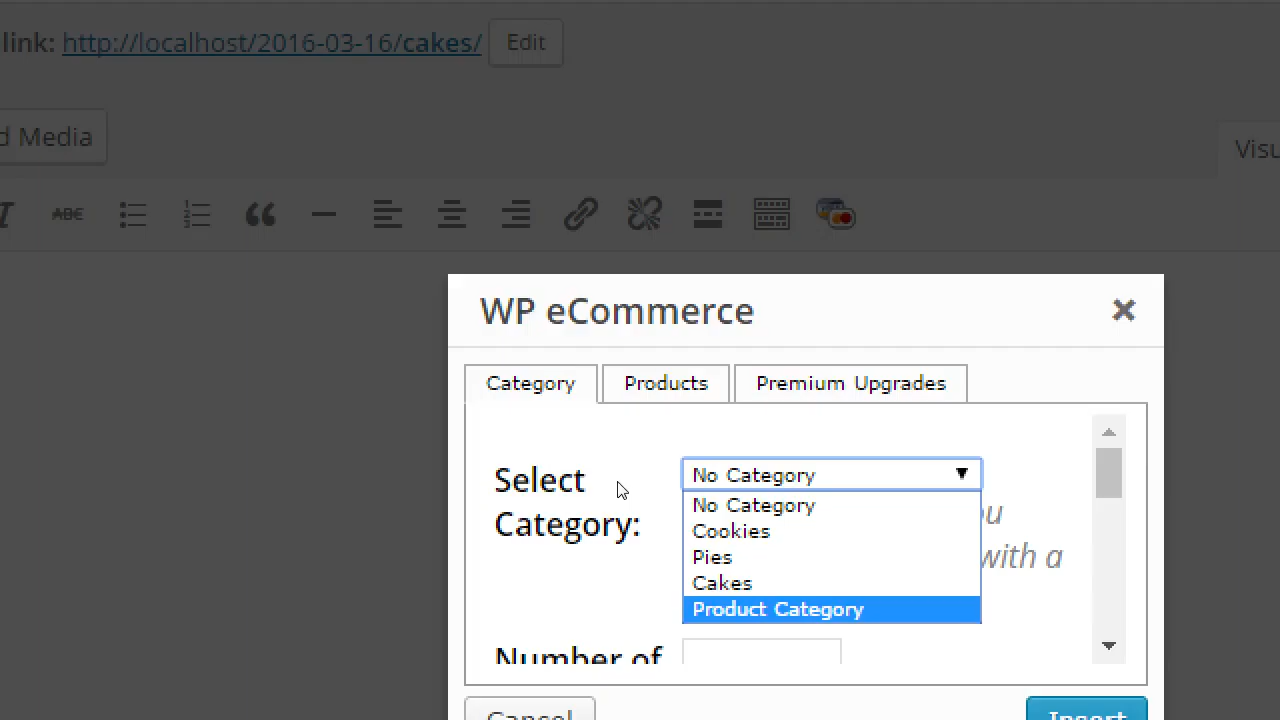 link: http://localhost/2016-03-16/cakes/ Edit
d Media
Visu
ABC
WP eCommerce
Category Products Premium Upgrades
Select
Category:
No Category
No Category
Cookies
Pies
Cakes
Product Category
ou
with a
Number of
Cancel Insert